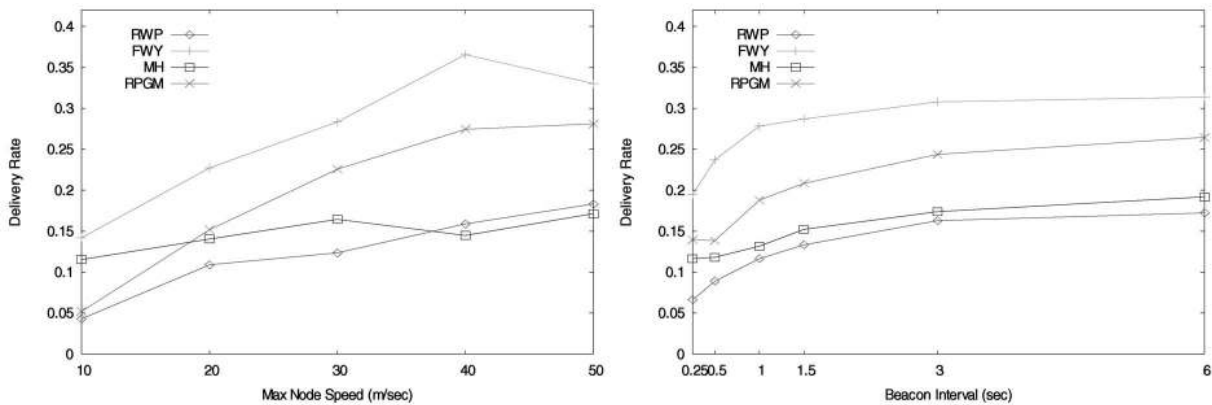 0.4
0.35
0.3
0.25
0.2
0.15
0.1
0.05
0
Delivery Rate
RWP
FWY
MH
RPGM
10 20 30 40 50
Max Node Speed (m/sec)
0.4
0.35
0.3
0.25
0.2
0.15
0.1
0.05
0
Delivery Rate
RWP
FWY
MH
RPGM
0.25 0.5 1 1.5 3 6
Beacon Interval (sec)